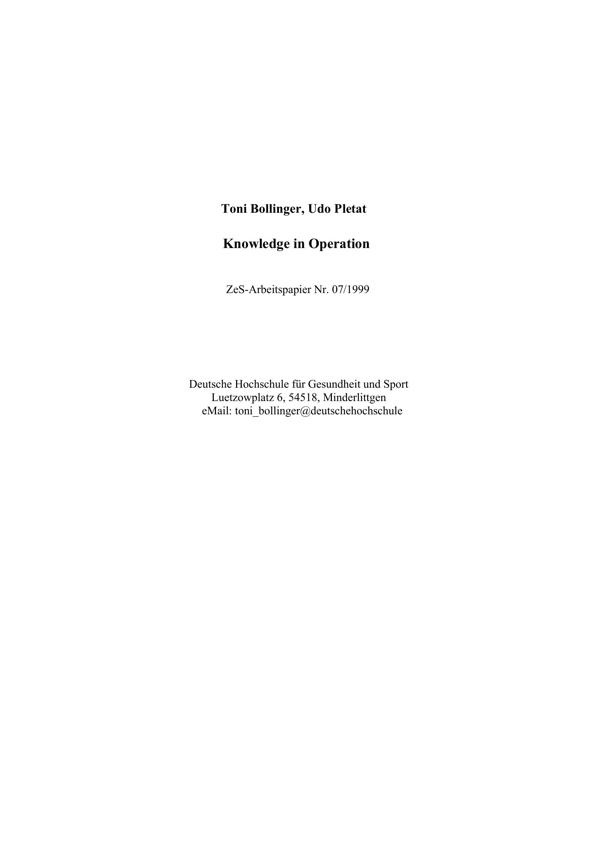 Toni Bollinger, Udo Pletat
Knowledge in Operation
ZeS-Arbeitspapier Nr. 07/1999
Deutsche Hochschule für Gesundheit und Sport
Luetzowplatz 6, 54518, Minderlittgen
eMail: toni_bollinger@deutschehochschule